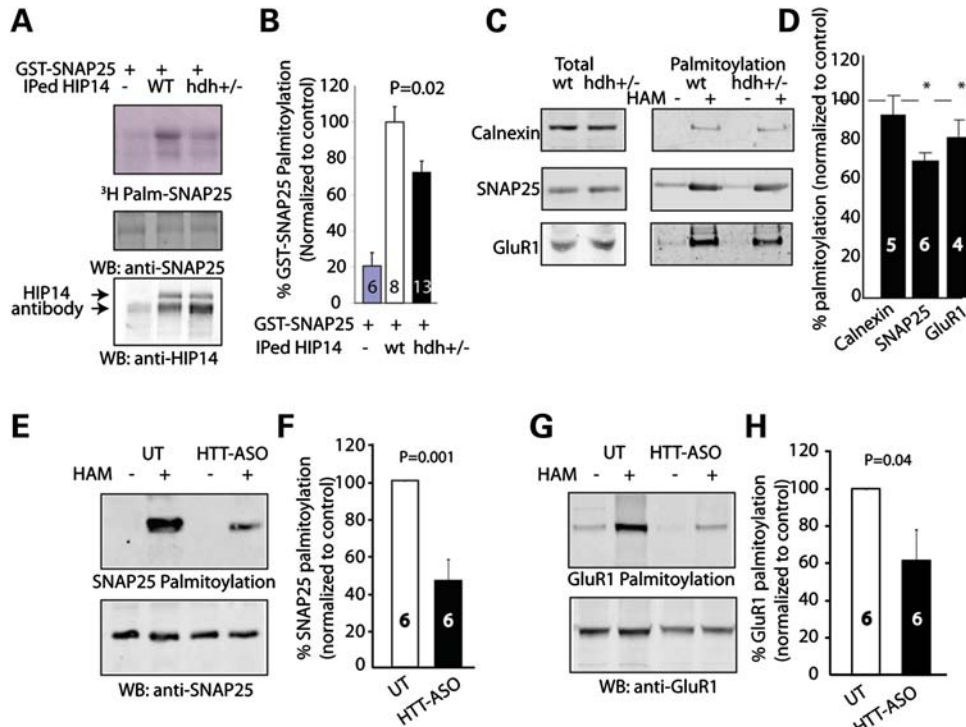 A
GST-SNAP25 + + +
IPed HIP14 WT hdh+/-
³H Palm-SNAP25
WB: anti-SNAP25
HIP14
antibody
WB: anti-HIP14
B
% GST-SNAP25 Palmitoylation
(Normalized to control)
120
100
80
60
40
20
0
P=0.02
6 8 13
GST-SNAP25 + + +
IPed HIP14 - wt hdh+/-
C
Total Palmitoylation
wt hdh+/- wt hdh+/-
HAM - + - +
Calnexin
SNAP25
GluR1
D
% palmitoylation (normalized to control)
120
100
80
60
40
20
0
* *
5 6 4
Calnexin
SNAP25
GluR1
E
UT HTT-ASO
HAM - + - +
SNAP25 Palmitoylation
WB: anti-SNAP25
F
% SNAP25 palmitoylation
(normalized to control)
120
100
80
60
40
20
0
P=0.001
6 6
UT
HTT-ASO
G
UT HTT-ASO
HAM - + - +
GluR1 Palmitoylation
WB: anti-GluR1
H
% GluR1 palmitoylation
(normalized to control)
120
100
80
60
40
20
0
P=0.04
6 6
UT
HTT-ASO